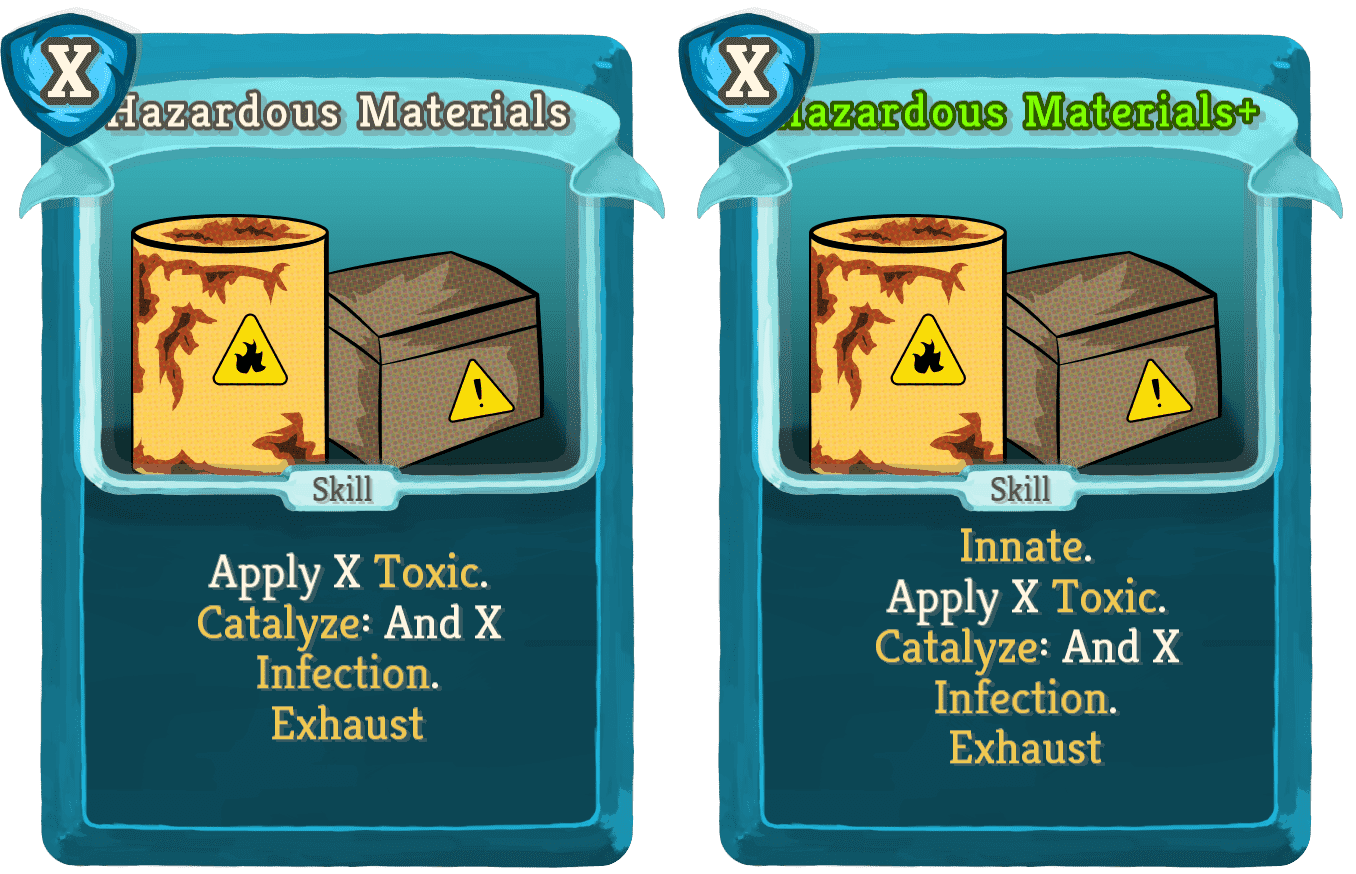 X
Hazardous Materials
!
Skill
Apply X Toxic.
Catalyze: And X
Infection.
Exhaust
X
Hazardous Materials+
!
Skill
Innate.
Apply X Toxic.
Catalyze: And X
Infection.
Exhaust